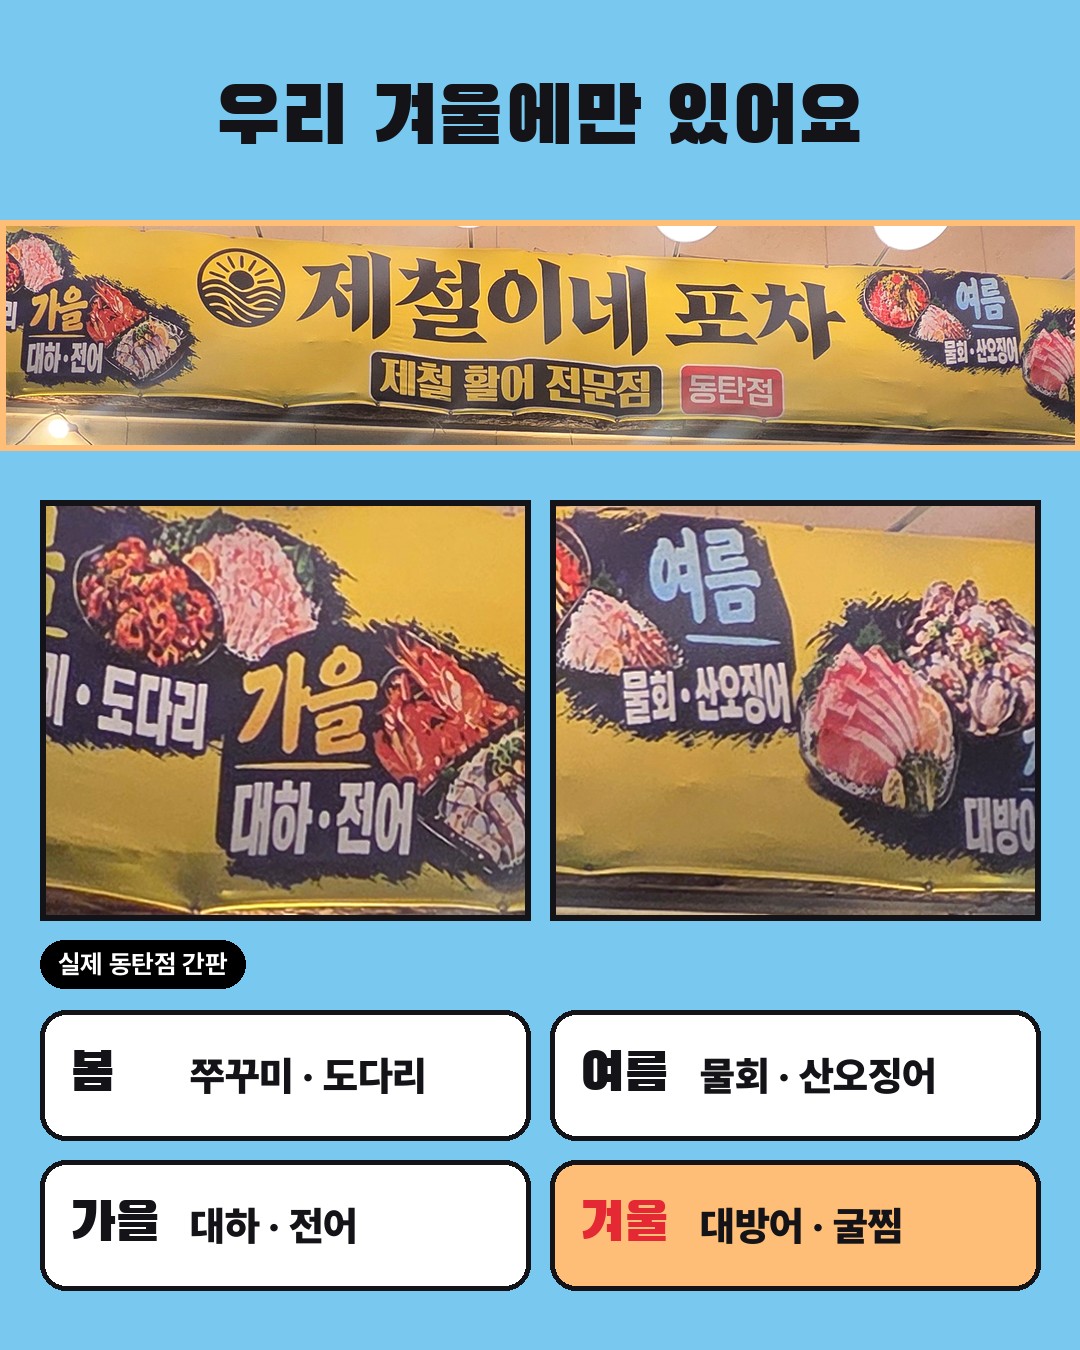 우리 겨울에만 있어요
가을
대하·전어
제철이네 포차
제철 활어 전문점
동탄점
여름
물회·산오징어
도다리
가을
대하·전어
여름
물회·산오징어
실제 동탄점 간판
봄 쭈꾸미 · 도다리
여름 물회 · 산오징어
가을 대하 · 전어
겨울 대방어 · 굴찜